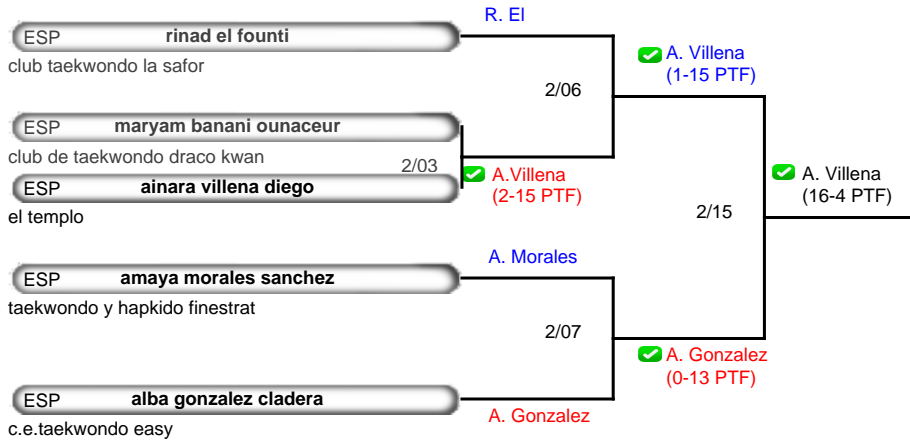 R. El
ESP rinad el founti
club taekwondo la safor
A. Villena
(1-15 PTF)
2/06
ESP maryam banani ounaceur
club de taekwondo draco kwan
2/03
A.Villena
(2-15 PTF)
ESP ainara villena diego
el templo
A. Villena
(16-4 PTF)
2/15
A. Morales
ESP amaya morales sanchez
taekwondo y hapkido finestrat
2/07
A. Gonzalez
(0-13 PTF)
ESP alba gonzalez cladera
A. Gonzalez
c.e.taekwondo easy